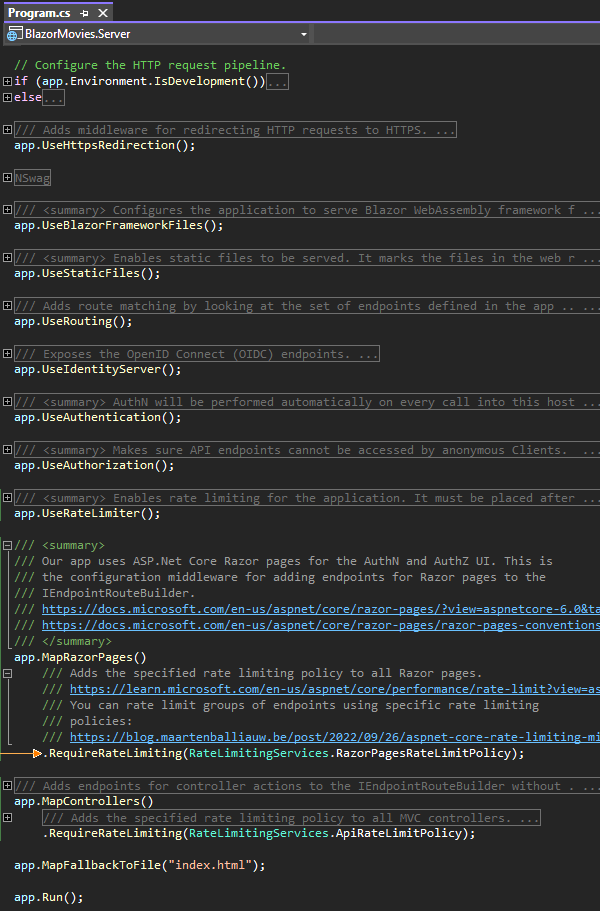 Program.cs
BlazorMovies.Server
// Configure the HTTP request pipeline.
if (app.Environment.IsDevelopment())...
else...
/// Adds middleware for redirecting HTTP requests to HTTPS. ...
app.UseHttpsRedirection();
NSwag
/// <summary> Configures the application to serve Blazor WebAssembly framework f ...
app.UseBlazorFrameworkFiles();
/// <summary> Enables static files to be served. It marks the files in the web r ...
app.UseStaticFiles();
/// Adds route matching by looking at the set of endpoints defined in the app .. ...
app.UseRouting();
/// Exposes the OpenID Connect (OIDC) endpoints. ...
app.UseIdentityServer();
/// <summary> AuthN will be performed automatically on every call into this host ...
app.UseAuthentication();
/// <summary> Makes sure API endpoints cannot be accessed by anonymous Clients.  ...
app.UseAuthorization();
/// <summary> Enables rate limiting for the application. It must be placed after ...
app.UseRateLimiter();
/// <summary>
/// Our app uses ASP.Net Core Razor pages for the AuthN and AuthZ UI. This is
/// the configuration middleware for adding endpoints for Razor pages to the
/// IEndpointRouteBuilder.
/// https://docs.microsoft.com/en-us/aspnet/core/razor-pages/?view=aspnetcore-6.0&ta
/// https://docs.microsoft.com/en-us/aspnet/core/razor-pages/razor-pages-conventions
/// </summary>
app.MapRazorPages()
/// Adds the specified rate limiting policy to all Razor pages.
/// https://learn.microsoft.com/en-us/aspnet/core/performance/rate-limit?view=as
/// You can rate limit groups of endpoints using specific rate limiting
/// policies:
/// https://blog.maartenballiauw.be/post/2022/09/26/aspnet-core-rate-limiting-mi
.RequireRateLimiting(RateLimitingServices.RazorPagesRateLimitPolicy);
/// Adds endpoints for controller actions to the IEndpointRouteBuilder without . ...
app.MapControllers()
/// Adds the specified rate limiting policy to all MVC controllers. ...
.RequireRateLimiting(RateLimitingServices.ApiRateLimitPolicy);
app.MapFallbackToFile("index.html");
app.Run();